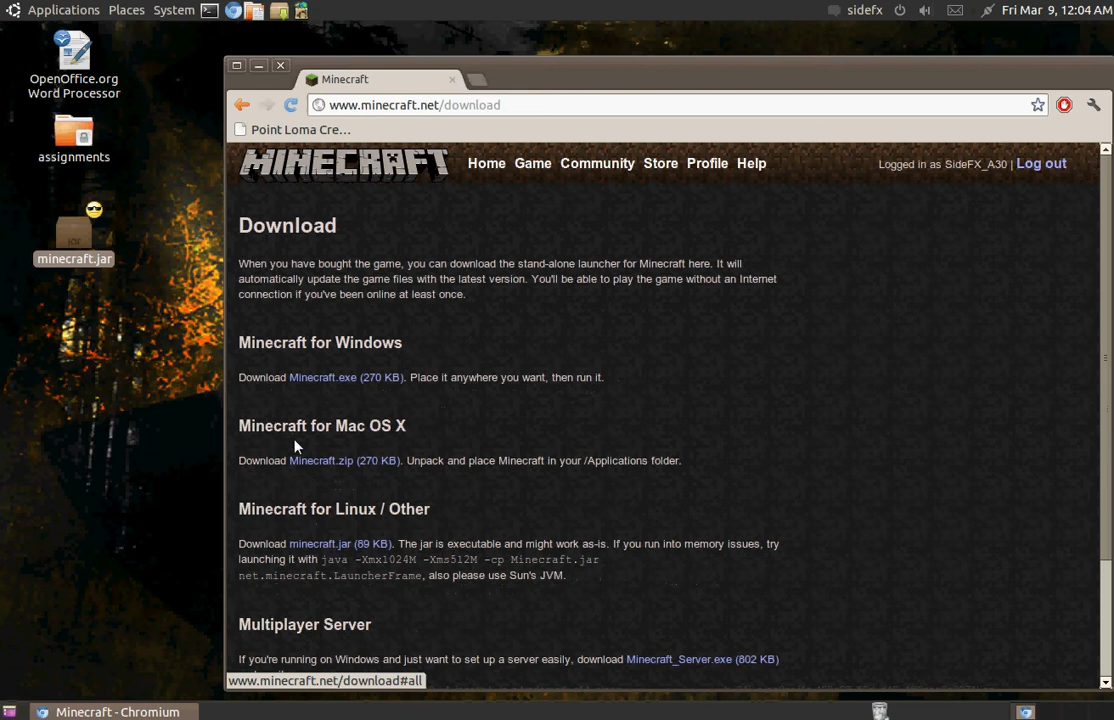 Applications Places System
sidefx
Fri Mar 9, 12:04 AM
OpenOffice.org
Word Processor
assignments
minecraft.jar
Minecraft
www.minecraft.net/download
Point Loma Cre...
MINECRAFT
Home Game Community Store Profile Help
Logged in as SideFX_A30 | Log out
Download
When you have bought the game, you can download the stand-alone launcher for Minecraft here. It will
automatically update the game files with the latest version. You'll be able to play the game without an Internet
connection if you've been online at least once.
Minecraft for Windows
Download Minecraft.exe (270 KB). Place it anywhere you want, then run it.
Minecraft for Mac OS X
Download Minecraft.zip (270 KB). Unpack and place Minecraft in your /Applications folder.
Minecraft for Linux / Other
Download minecraft.jar (89 KB). The jar is executable and might work as-is. If you run into memory issues, try
launching it with java -Xmx1024M -Xms512M -cp Minecraft.jar
net.minecraft.LauncherFrame, also please use Sun's JVM.
Multiplayer Server
If you're running on Windows and just want to set up a server easily, download Minecraft_Server.exe (802 KB)
www.minecraft.net/download#all
Minecraft - Chromium